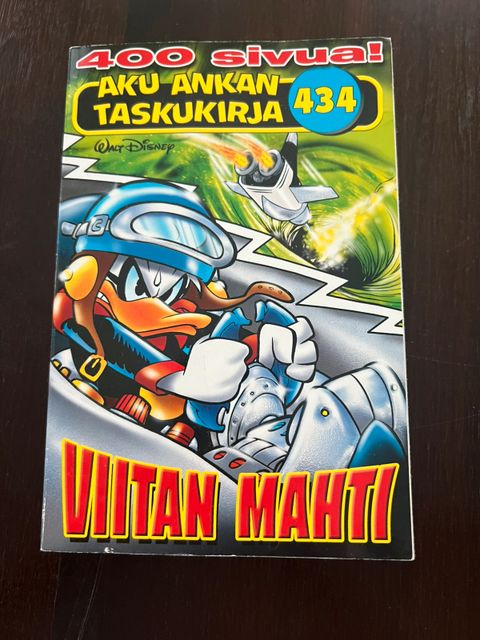 400 sivua!
AKU ANKAN
TASKUKIRJA
434
WALT DISNEY
VIITAN MAHTI